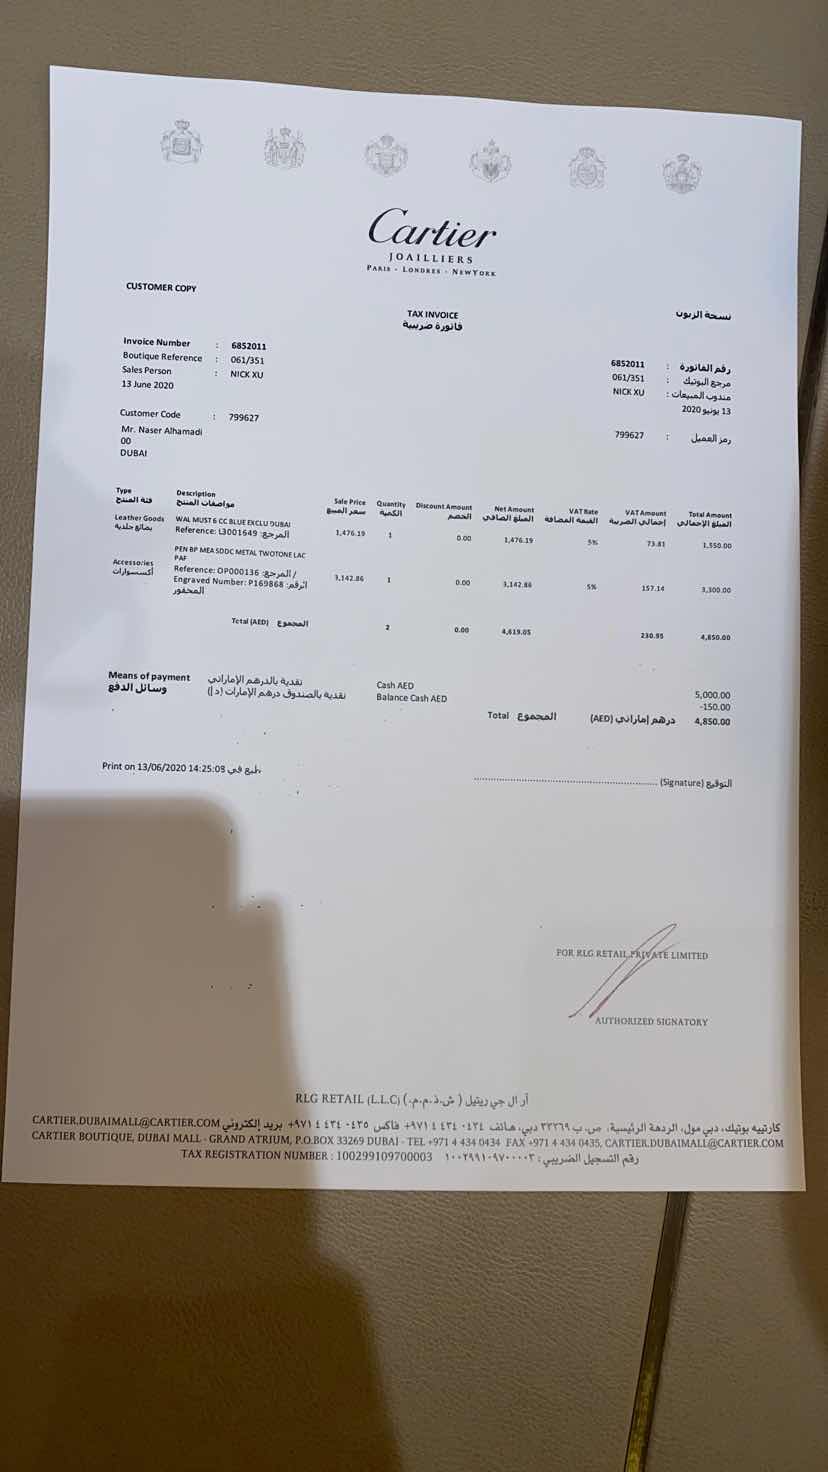 Cartier
JOAILLIERS
PARIS - LONDRES - NEWYORK
CUSTOMER COPY
نسخة الزبون
TAX INVOICE
فاتورة ضريبية
Invoice Number : 6852011
Boutique Reference : 061/351
Sales Person : NICK XU
13 June 2020
6852011 : رقم الفاتورة
061/351 : مرجع البوتيك
NICK XU : مندوب المبيعات
13 يونيو 2020
Customer Code : 799627
799627 : رمز العميل
Mr. Naser Alhamadi
00
DUBAI
Type Description Sale Price Quantity Discount Amount Net Amount VAT Rate VAT Amount Total Amount
فئة المنتج مواصفات المنتج سعر المبيع الكمية الخصم المبلغ الصافي القيمة المضافة إجمالي الضريبة المبلغ الإجمالي
Leather Goods WAL MUST 6 CC BLUE EXCLU DUBAI
بضائع جلدية Reference: L3001649 :المرجع 1,476.19 1 0.00 1,476.19 5% 73.81 1,550.00
PEN BP MEA SDDC METAL TWOTONE LAC
PAF
Accessories Reference: OP000136 :المرجع /
أكسسوارات Engraved Number: P169868 :الرقم 3,142.86 1 0.00 3,142.86 5% 157.14 3,300.00
المحفور
Total (AED) المجموع 2 0.00 4,619.05 230.95 4,850.00
Means of payment نقدية بالدرهم الإماراتي Cash AED 5,000.00
وسائل الدفع نقدية بالصندوق درهم الإمارات (د إ) Balance Cash AED -150.00
Total المجموع (AED) درهم إماراتي 4,850.00
Print on 13/06/2020 14:25:09 طبع في
(Signature) التوقيع
FOR RLG RETAIL PRIVATE LIMITED
AUTHORIZED SIGNATORY
RLG RETAIL (L.L.C) (.آر ال جي ريتيل ( ش.ذ.م.م
كارتييه بوتيك، دبي مول، الردهة الرئيسية، ص.ب ٣٣٢٦٩ دبي، هاتف ٠٤٣٤ ٤٣٤ ٤ ٩٧١+ فاكس ٠٤٣٥ ٤٣٤ ٤ ٩٧١+ بريد إلكتروني CARTIER.DUBAIMALL@CARTIER.COM
CARTIER BOUTIQUE, DUBAI MALL - GRAND ATRIUM, P.O.BOX 33269 DUBAI - TEL +971 4 434 0434 FAX +971 4 434 0435, CARTIER.DUBAIMALL@CARTIER.COM
TAX REGISTRATION NUMBER : 100299109700003 رقم التسجيل الضريبي : ١٠٠٢٩٩١٠٩٧٠٠٠٠٣